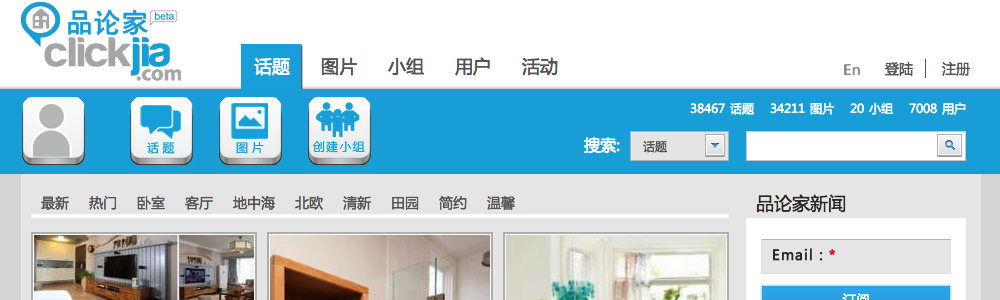 品论家 beta
clickjia
.com
话题 图片 小组 用户 活动
En 登陆 注册
38467 话题 34211 图片 20 小组 7008 用户
话题 图片 创建小组
搜索: 话题
最新 热门 卧室 客厅 地中海 北欧 清新 田园 简约 温馨
品论家新闻
Email : *
订阅